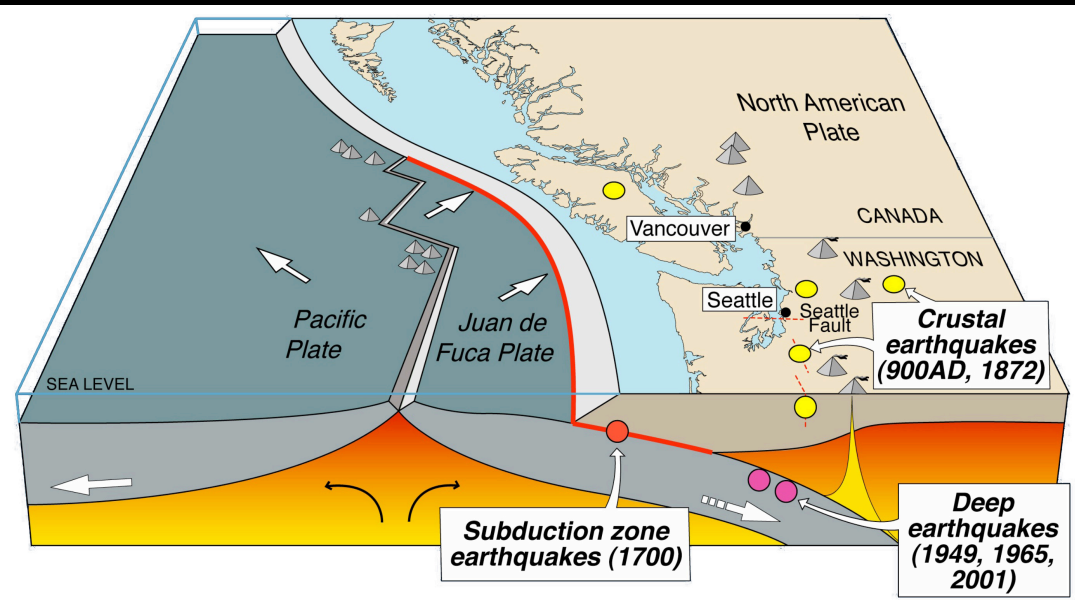 North American
Plate
CANADA
Vancouver
WASHINGTON
Seattle
Seattle
Fault
Crustal
earthquakes
(900AD, 1872)
Pacific
Plate
Juan de
Fuca Plate
SEA LEVEL
Subduction zone
earthquakes (1700)
Deep
earthquakes
(1949, 1965,
2001)